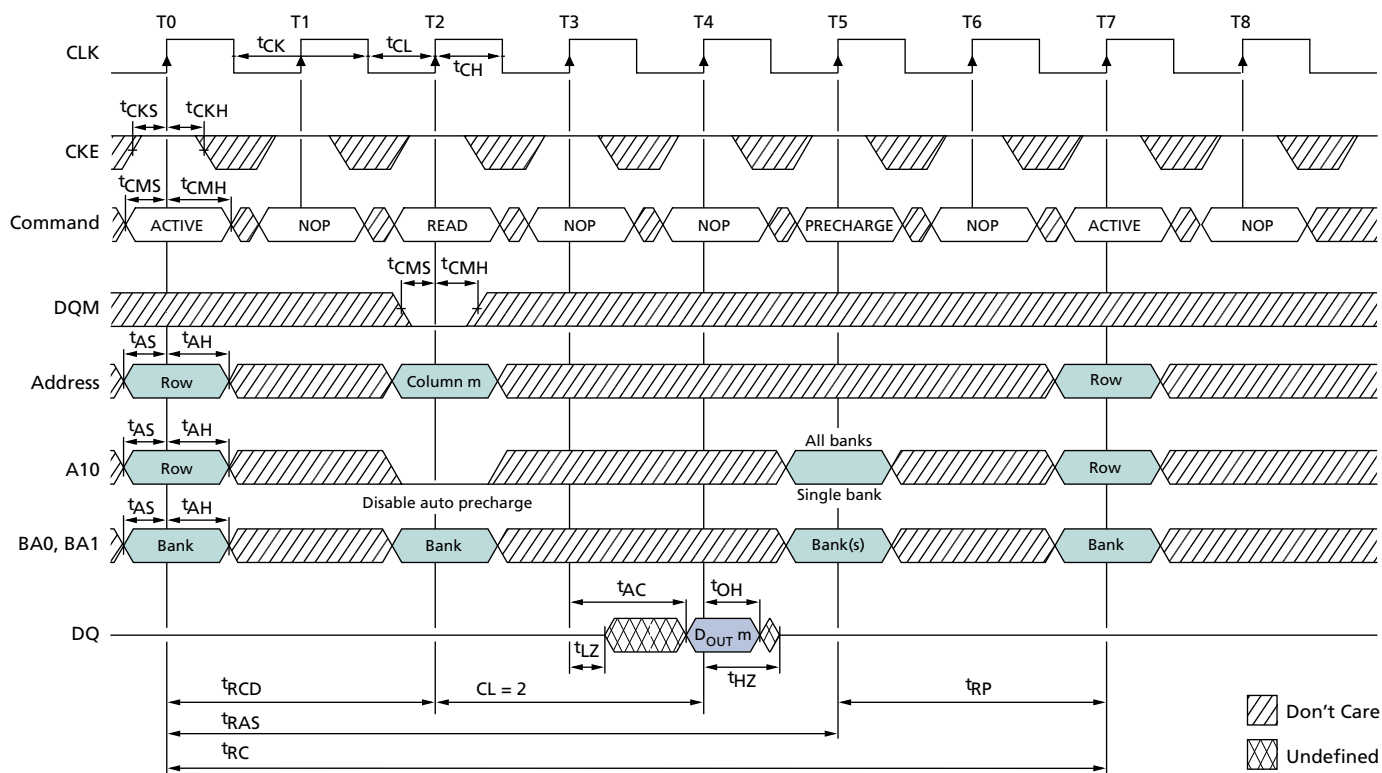 T0 T1 T2 T3 T4 T5 T6 T7 T8
CLK
tCK tCL
tCH
tCKS tCKH
CKE
tCMS tCMH
Command ACTIVE NOP READ NOP NOP PRECHARGE NOP ACTIVE NOP
tCMS tCMH
DQM
tAS tAH
Address Row Column m Row
tAS tAH All banks
A10 Row Row
Disable auto precharge Single bank
tAS tAH
BA0, BA1 Bank Bank Bank(s) Bank
tAC tOH
DQ DOUT m
tLZ tHZ
tRCD CL = 2 tRP
tRAS
tRC
Don't Care
Undefined